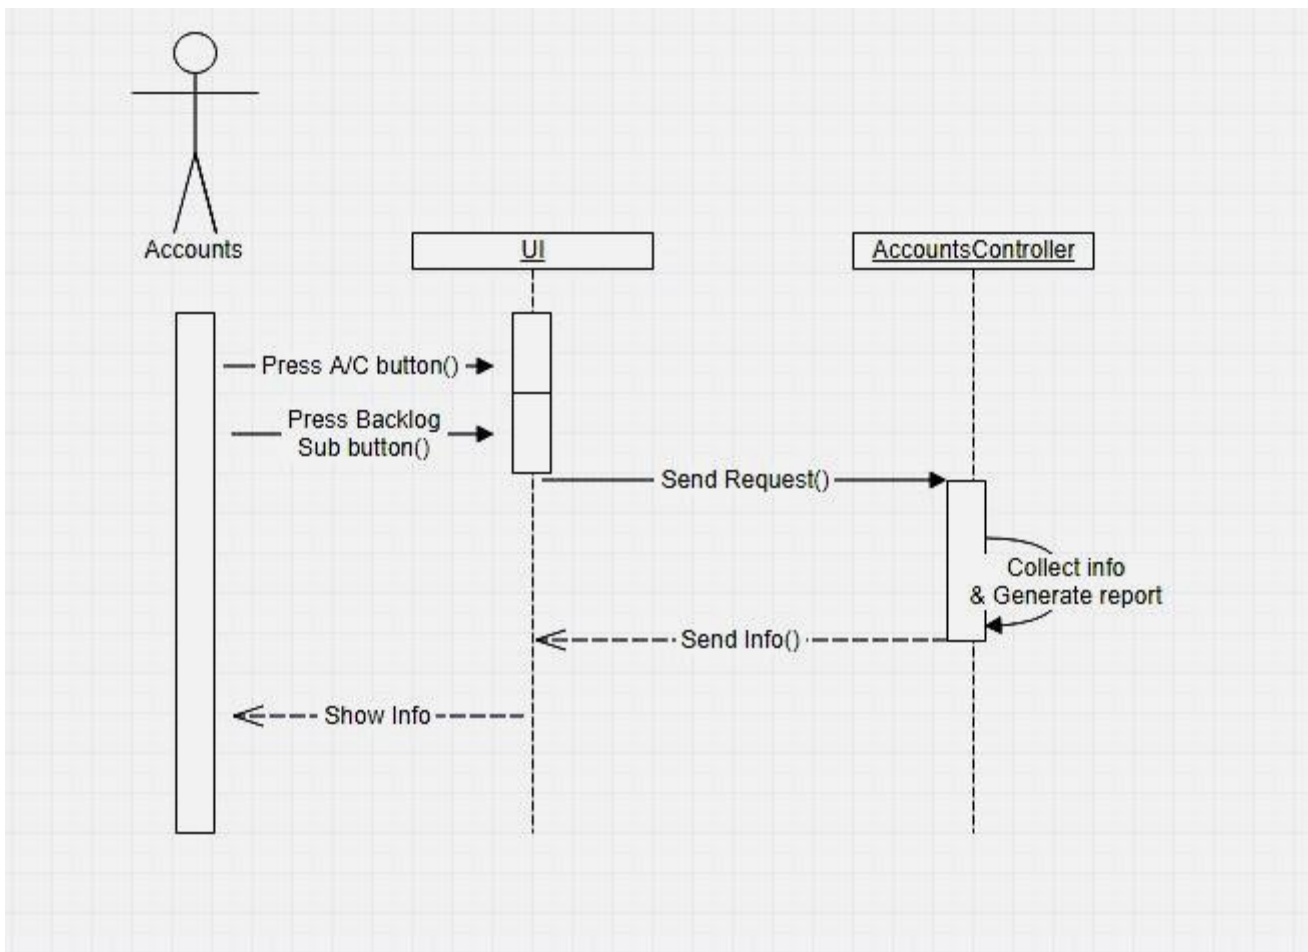 Accounts
UI
AccountsController
Press A/C button()
Press Backlog
Sub button()
Send Request()
Collect info
& Generate report
Send Info()
Show Info